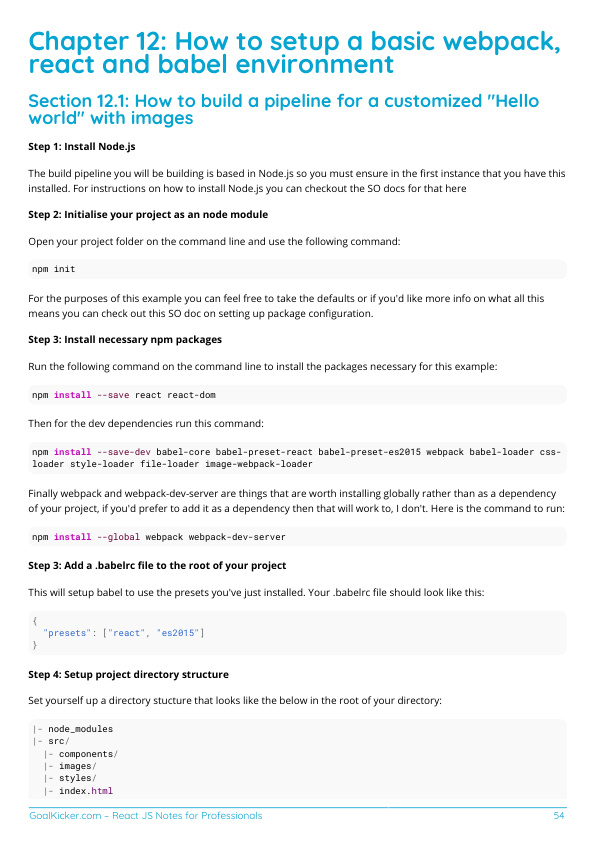 Chapter 12: How to setup a basic webpack,
react and babel environment
Section 12.1: How to build a pipeline for a customized "Hello
world" with images
Step 1: Install Node.js
The build pipeline you will be building is based in Node.js so you must ensure in the first instance that you have this
installed. For instructions on how to install Node.js you can checkout the SO docs for that here
Step 2: Initialise your project as an node module
Open your project folder on the command line and use the following command:
npm init
For the purposes of this example you can feel free to take the defaults or if you'd like more info on what all this
means you can check out this SO doc on setting up package configuration.
Step 3: Install necessary npm packages
Run the following command on the command line to install the packages necessary for this example:
npm install --save react react-dom
Then for the dev dependencies run this command:
npm install --save-dev babel-core babel-preset-react babel-preset-es2015 webpack babel-loader css-
loader style-loader file-loader image-webpack-loader
Finally webpack and webpack-dev-server are things that are worth installing globally rather than as a dependency
of your project, if you'd prefer to add it as a dependency then that will work to, I don't. Here is the command to run:
npm install --global webpack webpack-dev-server
Step 3: Add a .babelrc file to the root of your project
This will setup babel to use the presets you've just installed. Your .babelrc file should look like this:
{
  "presets": ["react", "es2015"]
}
Step 4: Setup project directory structure
Set yourself up a directory stucture that looks like the below in the root of your directory:
|- node_modules
|- src/
  |- components/
  |- images/
  |- styles/
  |- index.html
GoalKicker.com – React JS Notes for Professionals 54